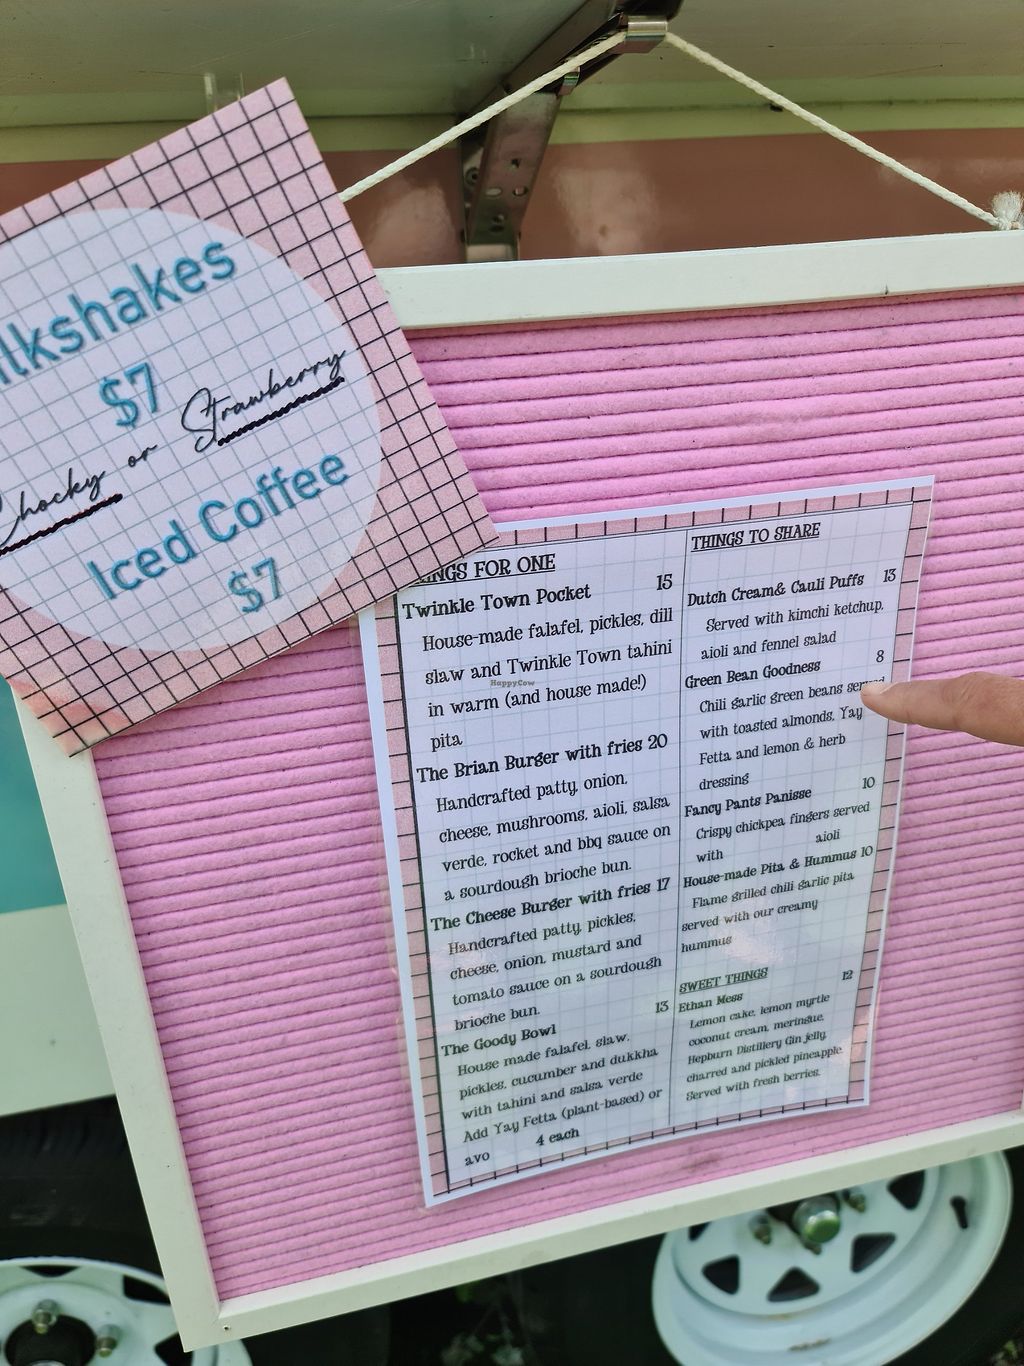 $7
or Strawberry
Iced Coffee
$7
FOR ONE
Twinkle Town Pocket 15
House-made falafel, pickles, dill
slaw and Twinkle Town tahini
in warm (and house made!)
pita
The Brian Burger with fries 20
Handcrafted patty, onion,
cheese, mushrooms, aioli, salsa
verde, rocket and bbq sauce on
a sourdough brioche bun.
The Cheese Burger with fries 17
Handcrafted patty, pickles,
cheese, onion, mustard and
tomato sauce on a sourdough
brioche bun.
The Goody Bowl 13
House made falafel, slaw,
pickles, cucumber and dukkha
with tahini and salsa verde
Add Yay Fetta (plant-based) or
avo 4 each
THINGS TO SHARE
Dutch Cream& Cauli Puffs 13
Served with kimchi ketchup,
aioli and fennel salad
Green Bean Goodness 8
Chili garlic green beans
with toasted almonds, Yay
Fetta and lemon & herb
dressing
Fancy Pants Panisse 10
Crispy chickpea fingers served
with aioli
House-made Pita & Hummus 10
Flame grilled chili garlic pita
served with our creamy
hummus
SWEET THINGS
Ethan Mess 12
Lemon cake, lemon myrtle
coconut cream, meringue,
Hepburn Distillery Gin jelly,
charred and pickled pineapple.
Served with fresh berries.
HappyCow